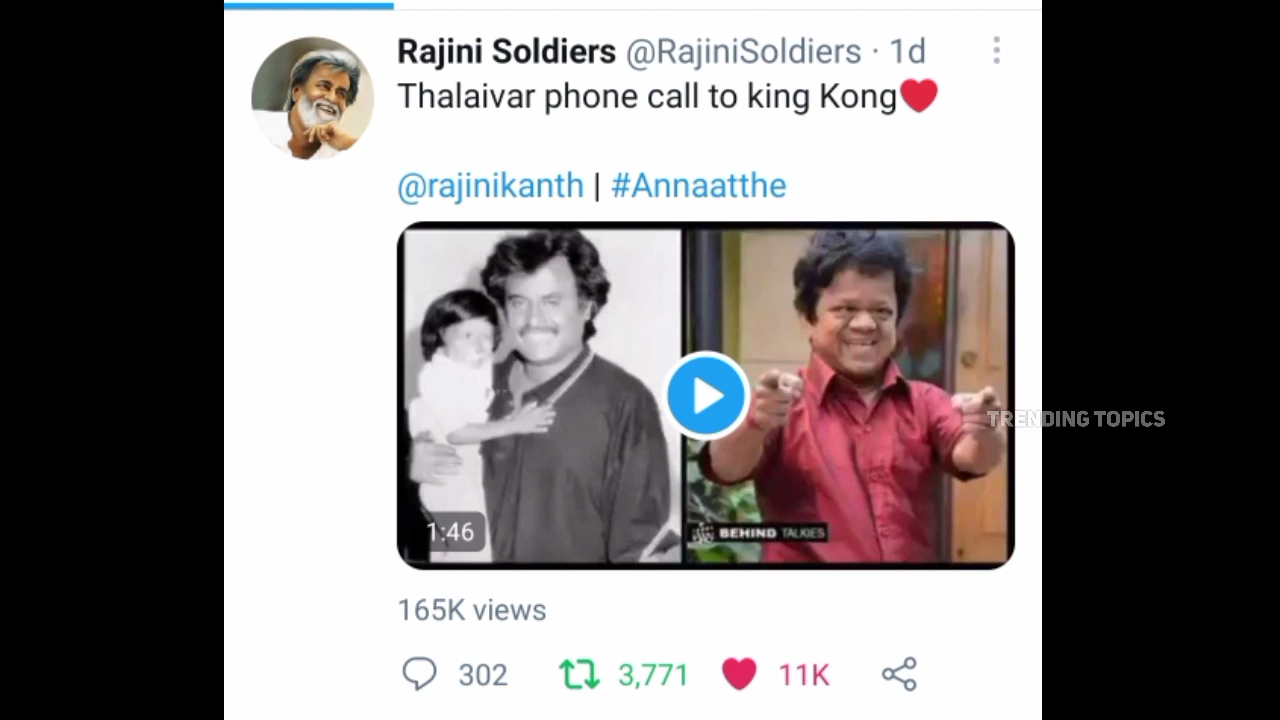 Rajini Soldiers @RajiniSoldiers · 1d
Thalaivar phone call to king Kong❤️
@rajinikanth | #Annaatthe
TRENDING TOPICS
1:46
BEHIND TALKIES
165K views
302 3,771 11K